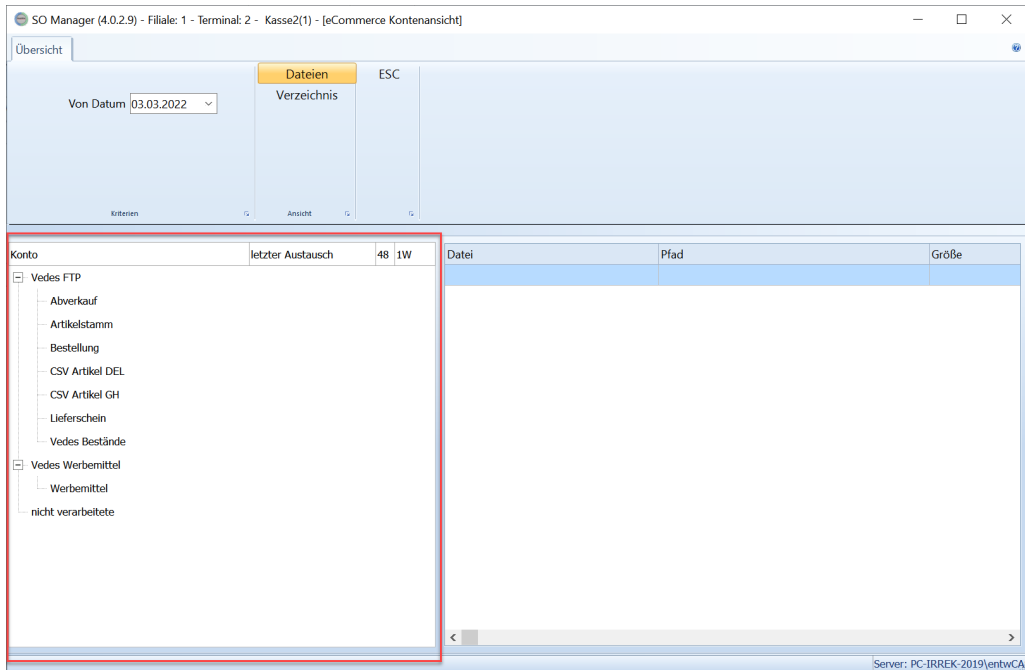 SO Manager (4.0.2.9) - Filiale: 1 - Terminal: 2 - Kasse2(1) - [eCommerce Kontenansicht]
Übersicht
Dateien ESC
Verzeichnis
Von Datum 03.03.2022
Kriterien Ansicht
Konto letzter Austausch 48 1W Datei Pfad Größe
Vedes FTP
Abverkauf
Artikelstamm
Bestellung
CSV Artikel DEL
CSV Artikel GH
Lieferschein
Vedes Bestände
Vedes Werbemittel
Werbemittel
nicht verarbeitete
Server: PC-IRREK-2019\entwCA